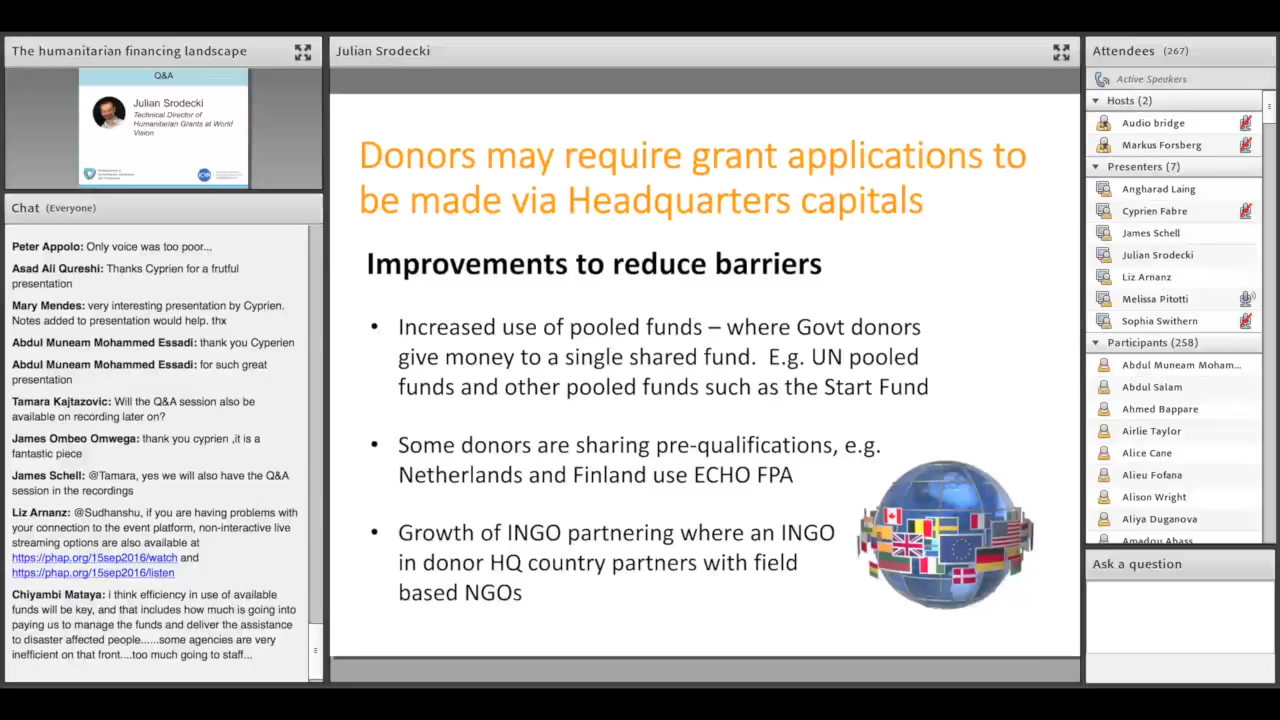 The humanitarian financing landscape
Q&A
Julian Srodecki
Technical Director of
Humanitarian Grants at World
Vision
ICVA
Chat (Everyone)
Peter Appolo: Only voice was too poor...
Asad Ali Qureshi: Thanks Cyprien for a frutful
presentation
Mary Mendes: very interesting presentation by Cyprien.
Notes added to presentation would help. thx
Abdul Muneam Mohammed Essadi: thank you Cyperien
Abdul Muneam Mohammed Essadi: for such great
presentation
Tamara Kajtazovic: Will the Q&A session also be
available on recording later on?
James Ombeo Omwega: thank you cyprien ,it is a
fantastic piece
James Schell: @Tamara, yes we will also have the Q&A
session in the recordings
Liz Arnanz: @Sudhanshu, if you are having problems with
your connection to the event platform, non-interactive live
streaming options are also available at
https://phap.org/15sep2016/watch and
https://phap.org/15sep2016/listen
Chiyambi Mataya: i think efficiency in use of available
funds will be key, and that includes how much is going into
paying us to manage the funds and deliver the assistance
to disaster affected people......some agencies are very
inefficient on that front....too much going to staff...
Julian Srodecki
Donors may require grant applications to
be made via Headquarters capitals
Improvements to reduce barriers
• Increased use of pooled funds – where Govt donors
give money to a single shared fund. E.g. UN pooled
funds and other pooled funds such as the Start Fund
• Some donors are sharing pre-qualifications, e.g.
Netherlands and Finland use ECHO FPA
• Growth of INGO partnering where an INGO
in donor HQ country partners with field
based NGOs
Attendees (267)
Active Speakers
Hosts (2)
Audio bridge
Markus Forsberg
Presenters (7)
Angharad Laing
Cyprien Fabre
James Schell
Julian Srodecki
Liz Arnanz
Melissa Pitotti
Sophia Swithern
Participants (258)
Abdul Muneam Moham...
Abdul Salam
Ahmed Bappare
Airlie Taylor
Alice Cane
Alieu Fofana
Alison Wright
Aliya Duganova
Amadou Abass
Ask a question